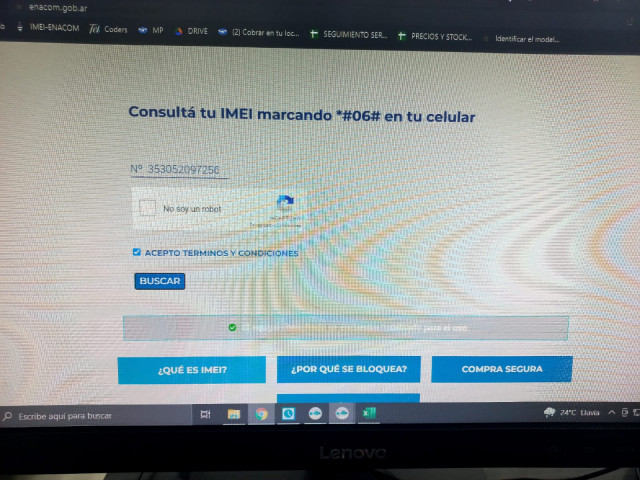 enacom.gob.ar
IMEI-ENACOM Coders MP DRIVE (2) Cobrar en tu loc... SEGUIMIENTO SER... PRECIOS Y STOCK... Identificar el model...
Consultá tu IMEI marcando *#06# en tu celular
Nº 353052097256
No soy un robot
reCAPTCHA
ACEPTO TERMINOS Y CONDICIONES
BUSCAR
para el uso
¿QUÉ ES IMEI? ¿POR QUÉ SE BLOQUEA? COMPRA SEGURA
Escribe aquí para buscar 24°C Lluvia
Lenovo